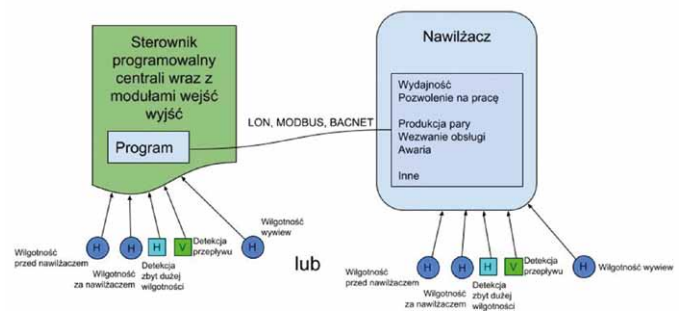 Sterownik
programowalny
centrali wraz z
modułami wejść
wyjść
Program
LON, MODBUS, BACNET
Nawilżacz
Wydajność
Pozwolenie na pracę
Produkcja pary
Wezwanie obsługi
Awaria
Inne
H
H
H
V
H
Wilgotność
przed nawilżaczem
Wilgotność
za nawilżaczem
Detekcja
zbyt dużej
wilgotności
Detekcja
przepływu
Wilgotność
wywiew
lub
H
H
H
V
H
Wilgotność
przed nawilżaczem
Wilgotność
za nawilżaczem
Detekcja
zbyt dużej
wilgotności
Detekcja
przepływu
Wilgotność wywiew